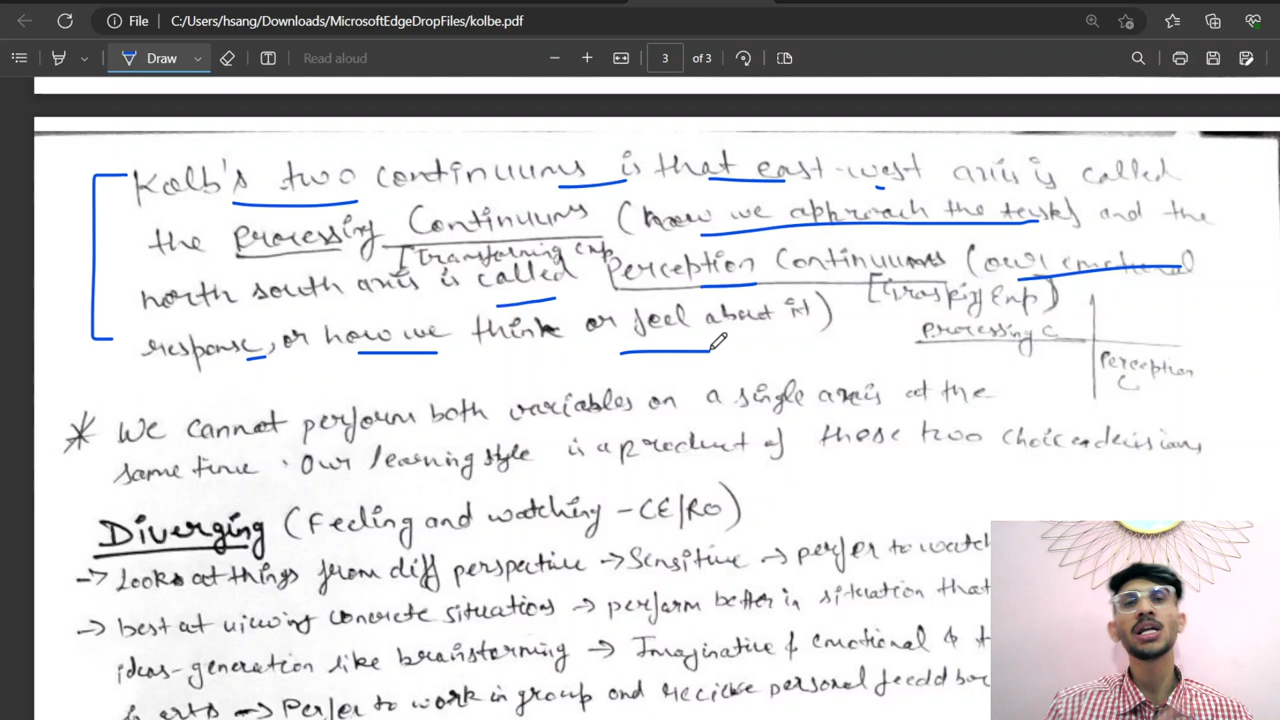 File C:/Users/hsang/Downloads/MicrosoftEdgeDropFiles/kolbe.pdf
Draw Read aloud 3 of 3
Kolb's two continuums is that east-west axis is called
the processing Continuums (how we approach the task) and the
[Transforming exp
north south axis is called Perception Continuums (our emotional
[Grasping Exp]
response, or how we think or feel about it)
Processing C
Perception
C
* We cannot perform both variables on a single axis at the
same time . Our learning style is a product of these two choice decisions
Diverging (Feeling and watching - CE/RO)
→ Looks at things from diff perspective → Sensitive → perfer to watch
→ best at viewing concrete situations → perform better in situation that
ideas-generation like brainstorming → Imaginative & emotional &
& arts → Perfer to work in group and recieve personal